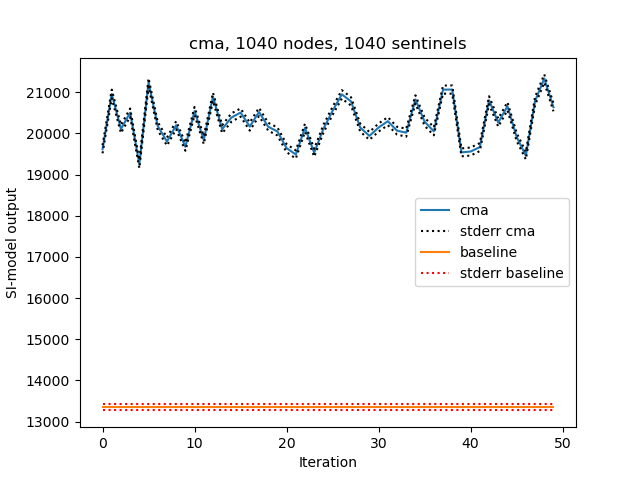 cma, 1040 nodes, 1040 sentinels
SI-model output
21000
20000
19000
18000
17000
16000
15000
14000
13000
cma
stderr cma
baseline
stderr baseline
0
10
20
30
40
50
Iteration